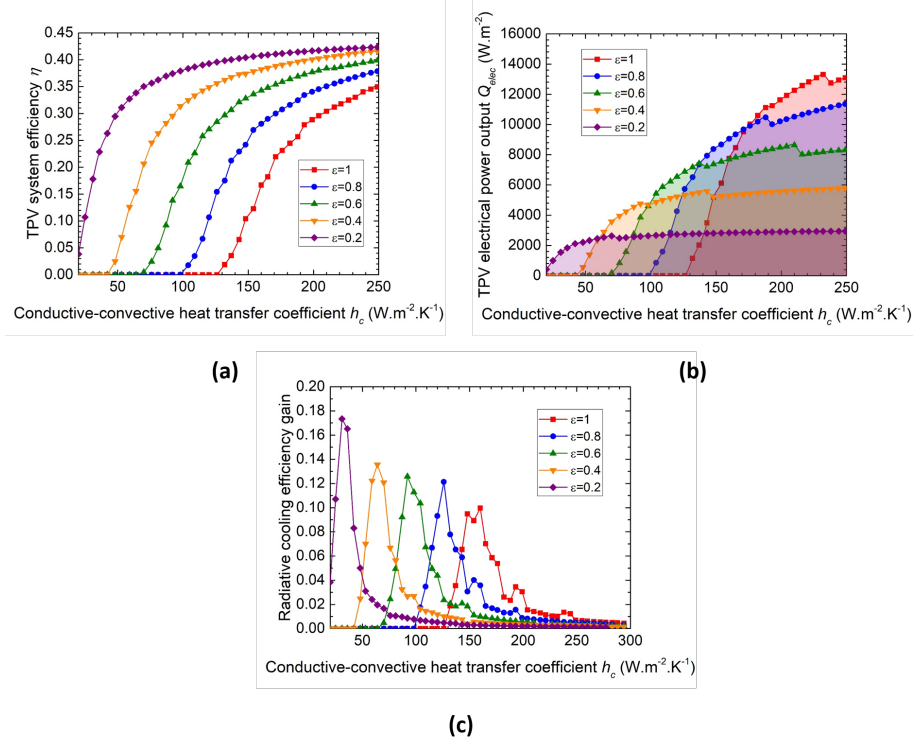 TPV system efficiency η
0.45
0.40
0.35
0.30
0.25
0.20
0.15
0.10
0.05
0.00
50 100 150 200 250
ε=1
ε=0.8
ε=0.6
ε=0.4
ε=0.2
Conductive-convective heat transfer coefficient h_c (W.m⁻².K⁻¹)
(a)
TPV electrical power output Q_elec (W.m⁻²)
16000
14000
12000
10000
8000
6000
4000
2000
0
50 100 150 200 250
ε=1
ε=0.8
ε=0.6
ε=0.4
ε=0.2
Conductive-convective heat transfer coefficient h_c (W.m⁻².K⁻¹)
(b)
Radiative cooling efficiency gain
0.20
0.18
0.16
0.14
0.12
0.10
0.08
0.06
0.04
0.02
0.00
50 100 150 200 250 300
ε=1
ε=0.8
ε=0.6
ε=0.4
ε=0.2
Conductive-convective heat transfer coefficient h_c (W.m⁻².K⁻¹)
(c)